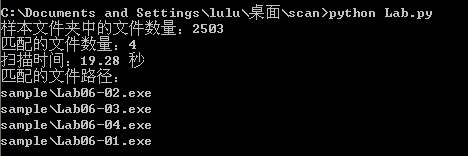 C:\Documents and Settings\lulu\桌面\scan>python Lab.py
样本文件夹中的文件数量：2503
匹配的文件数量：4
扫描时间：19.28 秒
匹配的文件路径：
sample\Lab06-02.exe
sample\Lab06-03.exe
sample\Lab06-04.exe
sample\Lab06-01.exe